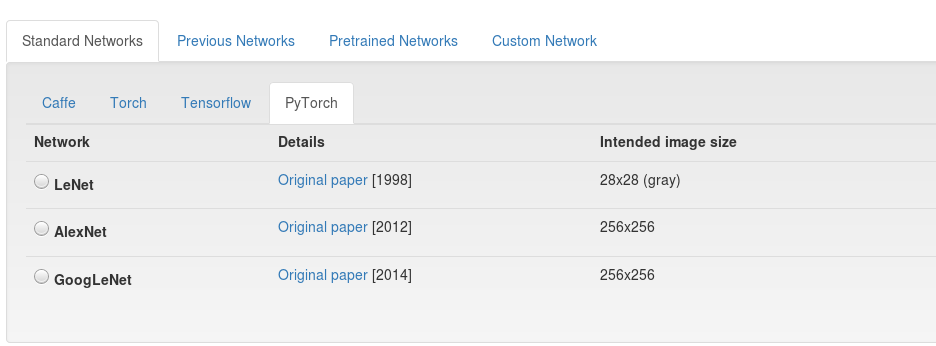 Standard Networks Previous Networks Pretrained Networks Custom Network
Caffe Torch Tensorflow PyTorch
Network Details Intended image size
LeNet Original paper [1998] 28x28 (gray)
AlexNet Original paper [2012] 256x256
GoogLeNet Original paper [2014] 256x256